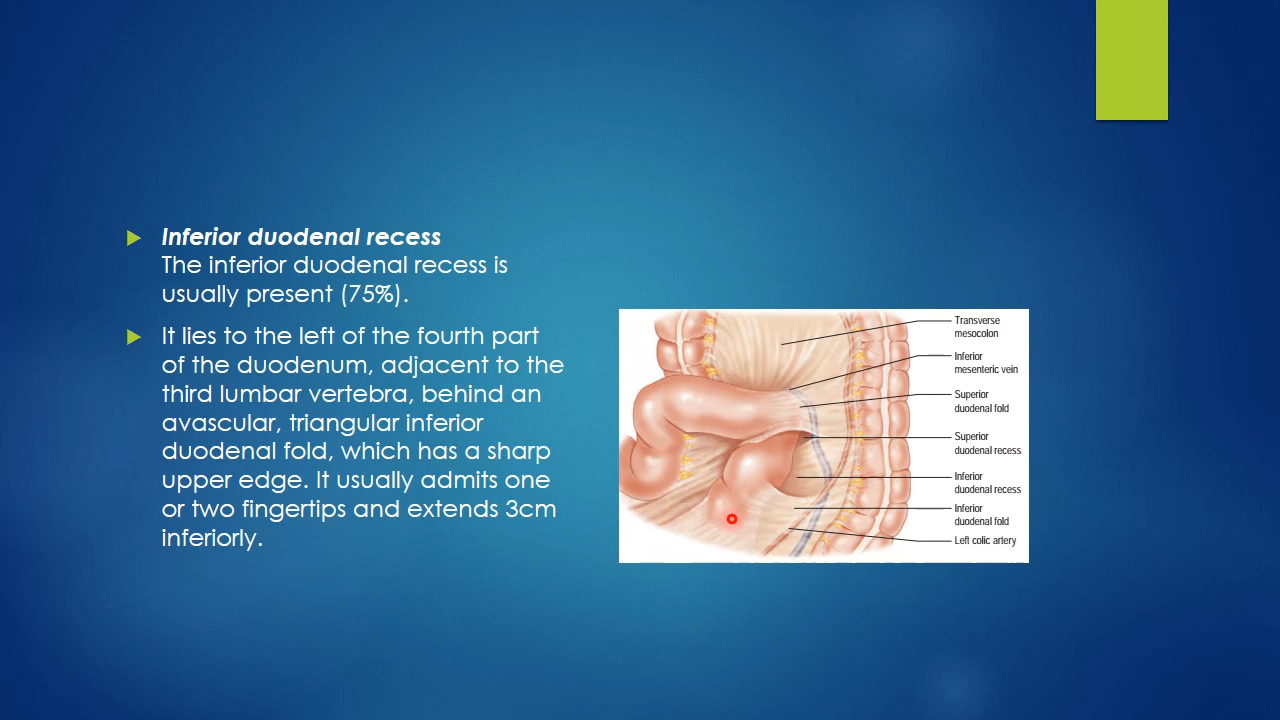 Inferior duodenal recess
The inferior duodenal recess is
usually present (75%).
It lies to the left of the fourth part
of the duodenum, adjacent to the
third lumbar vertebra, behind an
avascular, triangular inferior
duodenal fold, which has a sharp
upper edge. It usually admits one
or two fingertips and extends 3cm
inferiorly.
Transverse
mesocolon
Inferior
mesenteric vein
Superior
duodenal fold
Superior
duodenal recess
Inferior
duodenal recess
Inferior
duodenal fold
Left colic artery